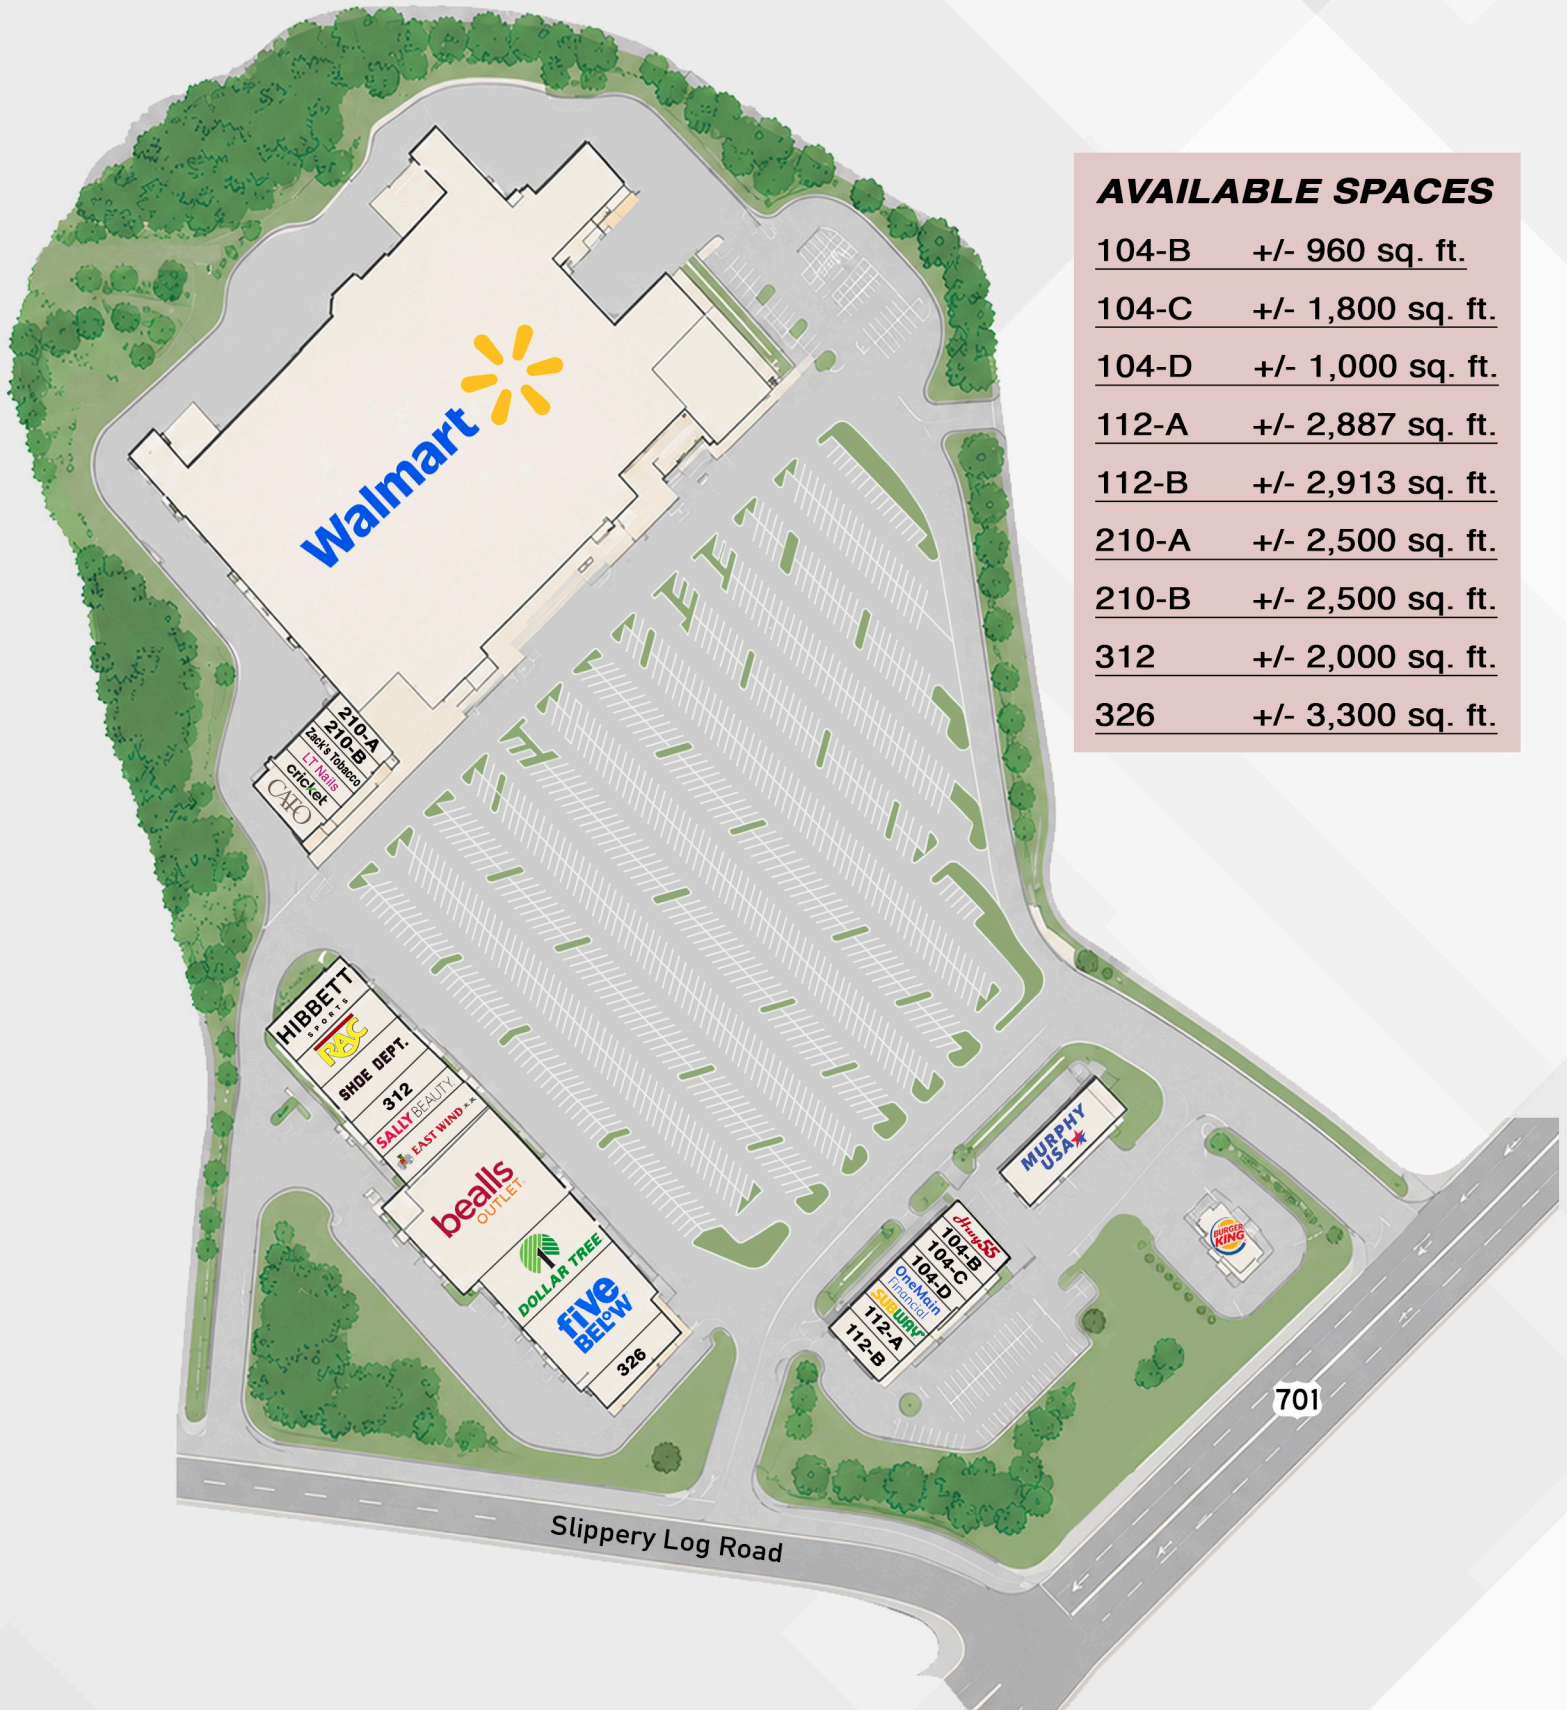 AVAILABLE SPACES
104-B +/- 960 sq. ft.
104-C +/- 1,800 sq. ft.
104-D +/- 1,000 sq. ft.
112-A +/- 2,887 sq. ft.
112-B +/- 2,913 sq. ft.
210-A +/- 2,500 sq. ft.
210-B +/- 2,500 sq. ft.
312 +/- 2,000 sq. ft.
326 +/- 3,300 sq. ft.
Walmart
210-A
210-B
Zack's Tobacco
LT Nails
cricket
CATO
HIBBETT
SPORTS
RAC
SHOE DEPT.
312
SALLY BEAUTY
EAST WIND
bealls
OUTLET
1
DOLLAR TREE
five
BELOW
326
MURPHY
USA
Hwy 55
104-B
104-C
104-D
OneMain
Financial
SUBWAY
112-A
112-B
BURGER
KING
701
Slippery Log Road